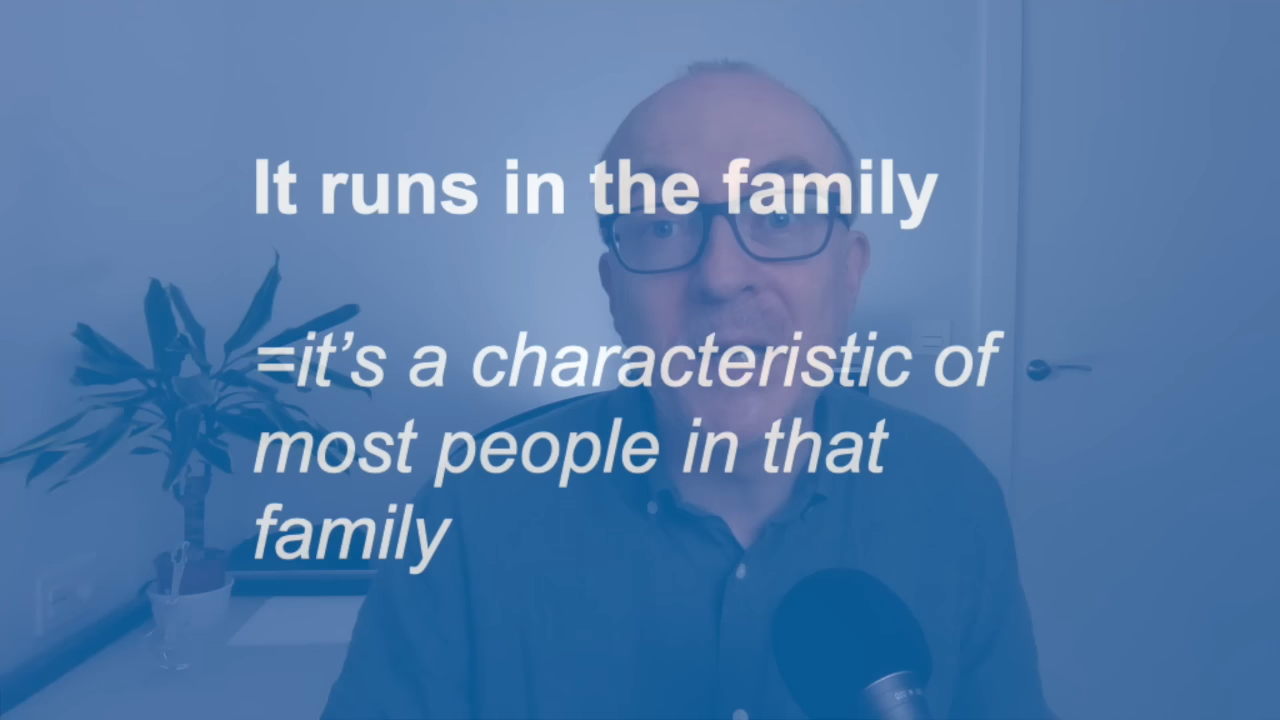 It runs in the family
=it’s a characteristic of
most people in that
family